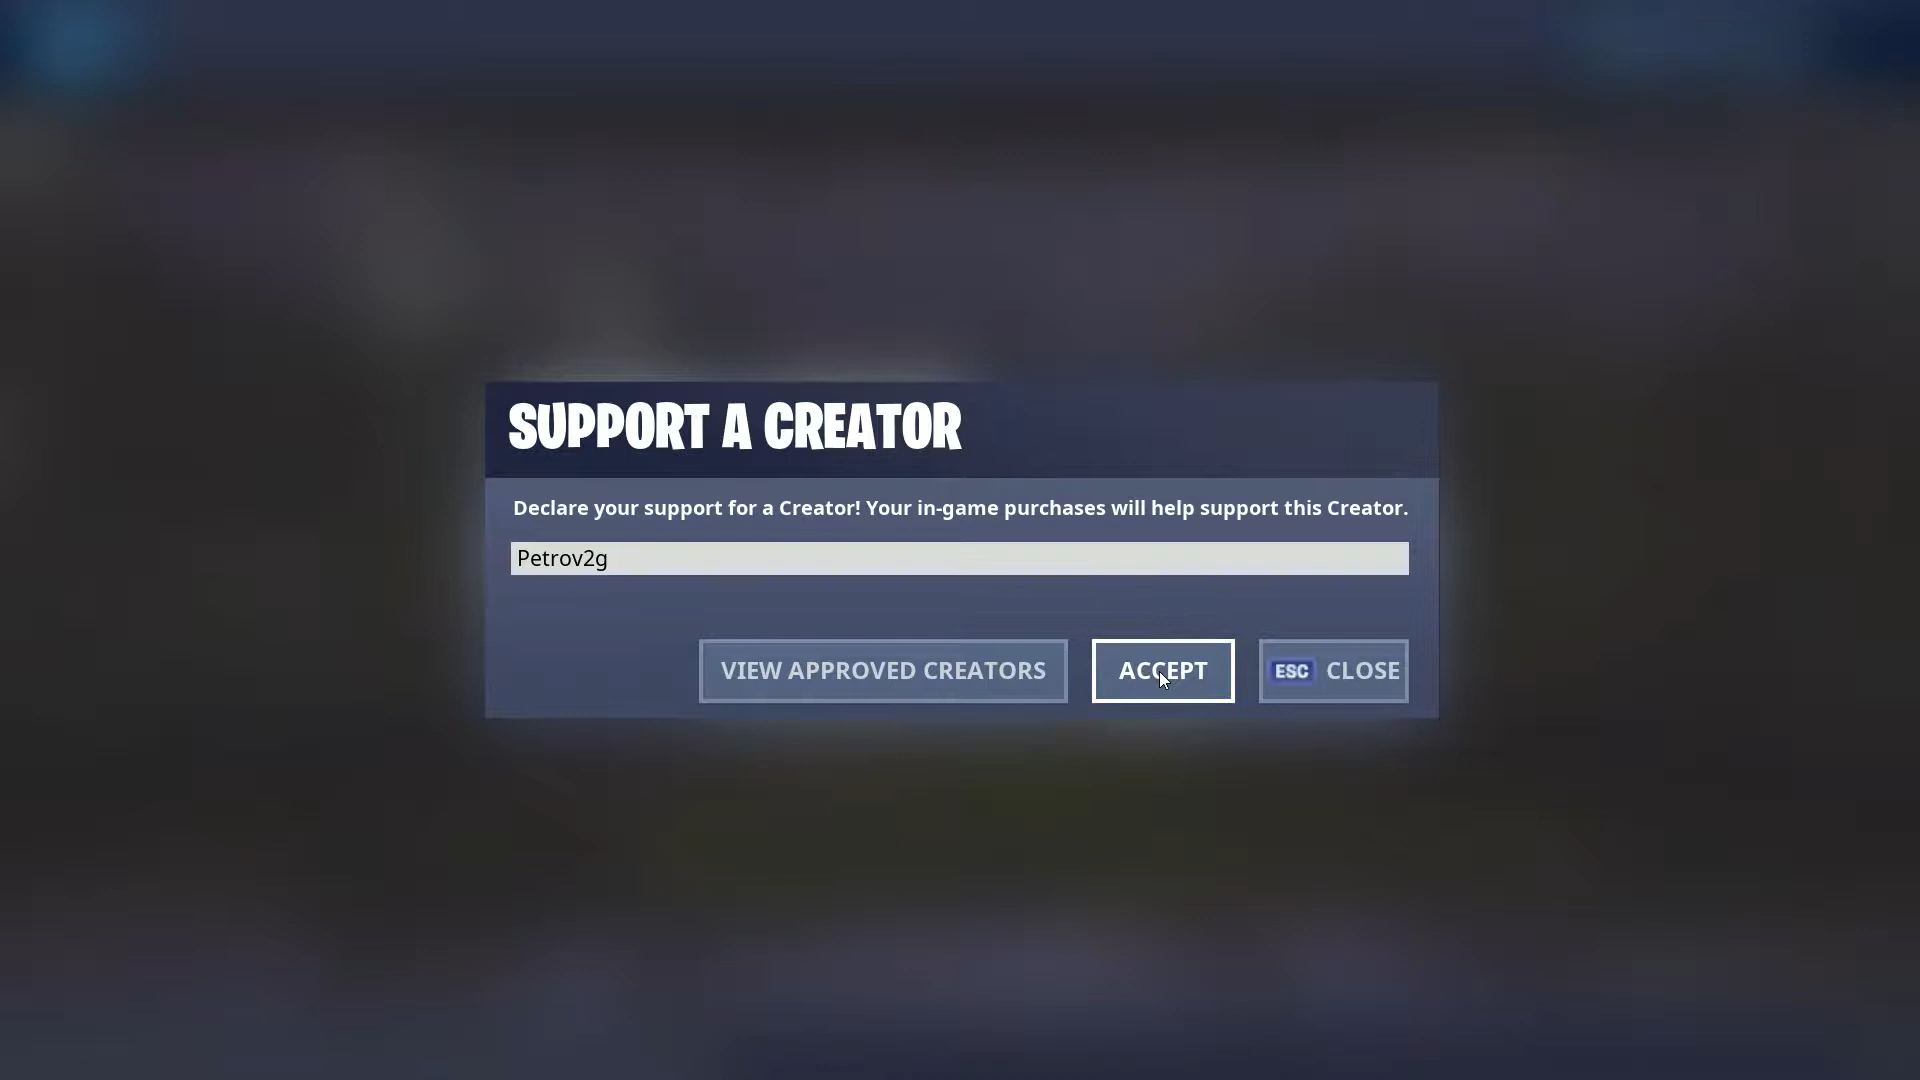 SUPPORT A CREATOR
Declare your support for a Creator! Your in-game purchases will help support this Creator.
Petrov2g
VIEW APPROVED CREATORS
ACCEPT
ESC CLOSE